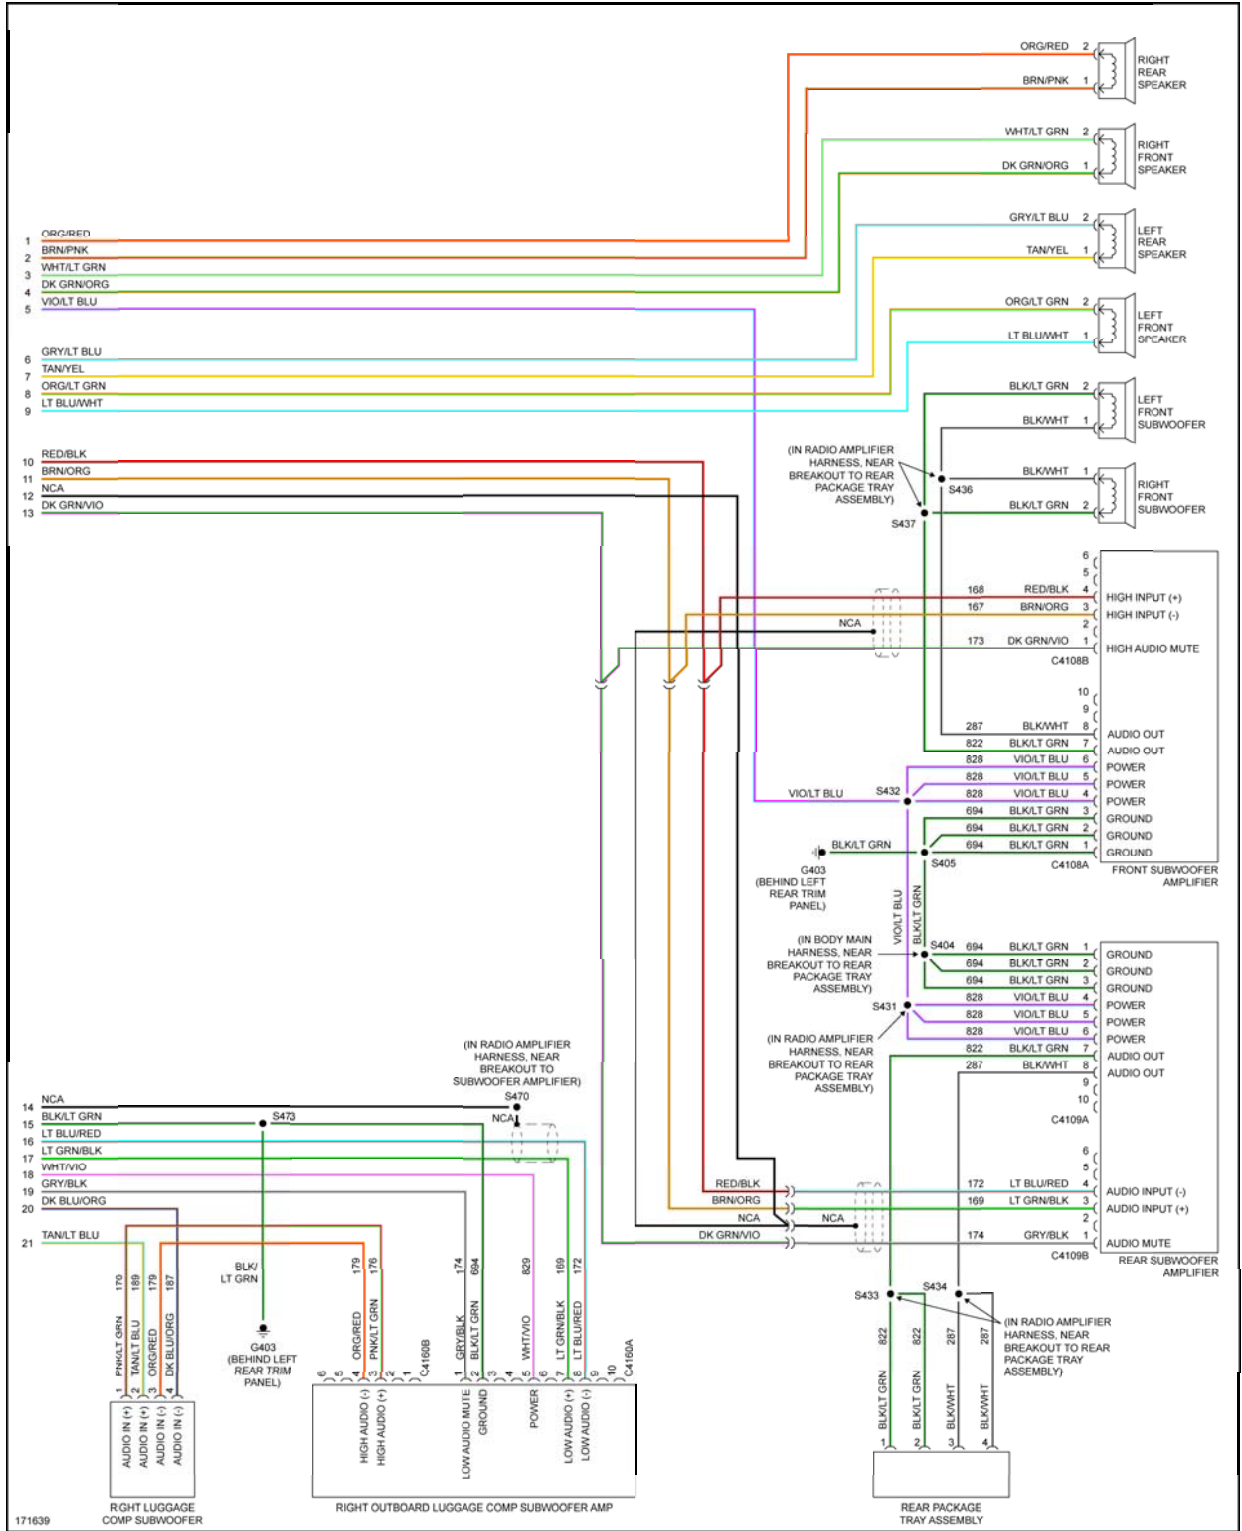 ORG/RED 2
BRN/PNK 1
RIGHT
REAR
SPEAKER
WHT/LT GRN 2
DK GRN/ORG 1
RIGHT
FRONT
SPEAKER
GRY/LT BLU 2
TAN/YEL 1
LEFT
REAR
SPEAKER
ORG/LT GRN 2
LT BLU/WHT 1
LEFT
FRONT
SPEAKER
BLK/LT GRN 2
BLK/WHT 1
LEFT
FRONT
SUBWOOFER
BLK/WHT 1
BLK/LT GRN 2
RIGHT
FRONT
SUBWOOFER
1 ORG/RED
2 BRN/PNK
3 WHT/LT GRN
4 DK GRN/ORG
5 VIO/LT BLU
6 GRY/LT BLU
7 TAN/YEL
8 ORG/LT GRN
9 LT BLU/WHT
10 RED/BLK
11 BRN/ORG
12 NCA
13 DK GRN/VIO
(IN RADIO AMPLIFIER
HARNESS, NEAR
BREAKOUT TO REAR
PACKAGE TRAY
ASSEMBLY)
S436
S437
6
5
168 RED/BLK 4 HIGH INPUT (+)
167 BRN/ORG 3 HIGH INPUT (-)
NCA
2
173 DK GRN/VIO 1 HIGH AUDIO MUTE
C4108B
10
9
287 BLK/WHT 8 AUDIO OUT
822 BLK/LT GRN 7 AUDIO OUT
828 VIO/LT BLU 6 POWER
828 VIO/LT BLU 5 POWER
VIO/LT BLU
S432
828 VIO/LT BLU 4 POWER
694 BLK/LT GRN 3 GROUND
694 BLK/LT GRN 2 GROUND
694 BLK/LT GRN 1 GROUND
C4108A
FRONT SUBWOOFER
AMPLIFIER
BLK/LT GRN
S405
G403
(BEHIND LEFT
REAR TRIM
PANEL)
VIO/LT BLU
BLK/LT GRN
(IN BODY MAIN
HARNESS, NEAR
BREAKOUT TO REAR
PACKAGE TRAY
ASSEMBLY)
S404
694 BLK/LT GRN 1 GROUND
694 BLK/LT GRN 2 GROUND
694 BLK/LT GRN 3 GROUND
S431
828 VIO/LT BLU 4 POWER
828 VIO/LT BLU 5 POWER
828 VIO/LT BLU 6 POWER
822 BLK/LT GRN 7 AUDIO OUT
287 BLK/WHT 8 AUDIO OUT
9
10
C4109A
(IN RADIO AMPLIFIER
HARNESS, NEAR
BREAKOUT TO REAR
PACKAGE TRAY
ASSEMBLY)
6
5
RED/BLK
172 LT BLU/RED 4 AUDIO INPUT (-)
BRN/ORG
169 LT GRN/BLK 3 AUDIO INPUT (+)
NCA NCA
2
DK GRN/VIO
174 GRY/BLK 1 AUDIO MUTE
C4109B
REAR SUBWOOFER
AMPLIFIER
(IN RADIO AMPLIFIER
HARNESS, NEAR
BREAKOUT TO
SUBWOOFER AMPLIFIER)
S470
NCA
14 NCA
15 BLK/LT GRN
S473
16 LT BLU/RED
17 LT GRN/BLK
18 WHT/VIO
19 GRY/BLK
20 DK BLU/ORG
21 TAN/LT BLU
BLK/
LT GRN
G403
(BEHIND LEFT
REAR TRIM
PANEL)
170 PNK/LT GRN 1 AUDIO IN (+)
189 TAN/LT BLU 2 AUDIO IN (+)
179 ORG/RED 3 AUDIO IN (-)
187 DK BLU/ORG 4 AUDIO IN (-)
RGHT LUGGAGE
COMP SUBWOOFER
6
5
179 ORG/RED 4 HIGH AUDIO (-)
176 PNK/LT GRN 3 HIGH AUDIO (+)
2
1
C4160B
174 GRY/BLK 1 LOW AUDIO MUTE
694 BLK/LT GRN 2 GROUND
3
4
829 WHT/VIO 5 POWER
6
169 LT GRN/BLK 7 LOW AUDIO (+)
172 LT BLU/RED 8 LOW AUDIO (-)
9
10
C4160A
RIGHT OUTBOARD LUGGAGE COMP SUBWOOFER AMP
S433
S434
(IN RADIO AMPLIFIER
HARNESS, NEAR
BREAKOUT TO REAR
PACKAGE TRAY
ASSEMBLY)
822 BLK/LT GRN 1
822 BLK/LT GRN 2
287 BLK/WHT 3
287 BLK/WHT 4
REAR PACKAGE
TRAY ASSEMBLY
171639